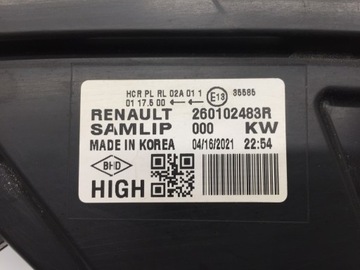 HCR PL RL 02A 01 1 E13 35585
01 17.5 00
RENAULT 260102483R
SAMLIP 000 KW
MADE IN KOREA 04/16/2021 22:54
BHD
HIGH